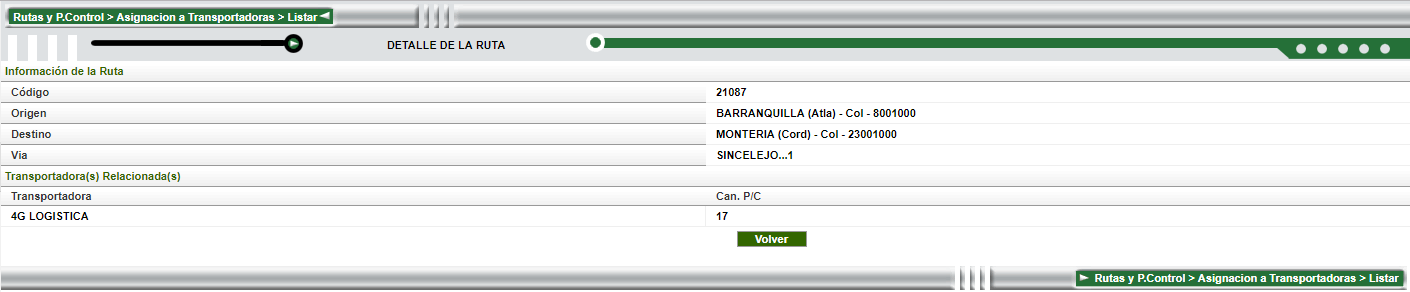 Rutas y P.Control > Asignacion a Transportadoras > Listar
DETALLE DE LA RUTA
Información de la Ruta
Código 21087
Origen BARRANQUILLA (Atla) - Col - 8001000
Destino MONTERIA (Cord) - Col - 23001000
Via SINCELEJO...1
Transportadora(s) Relacionada(s)
Transportadora Can. P/C
4G LOGISTICA 17
Volver
Rutas y P.Control > Asignacion a Transportadoras > Listar